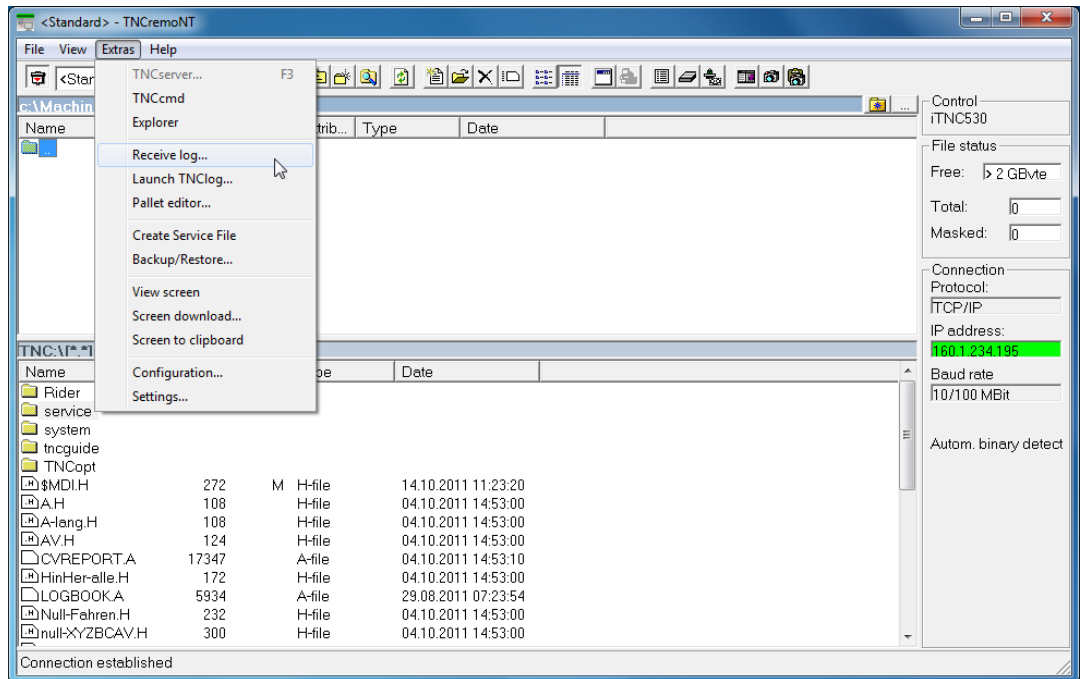 <Standard> - TNCremoNT
File View Extras Help
<Star
TNCserver... F3
TNCcmd
Explorer
Receive log...
Launch TNClog...
Pallet editor...
Create Service File
Backup/Restore...
View screen
Screen download...
Screen to clipboard
Configuration...
Settings...
c:\Machin
...
Name ttrib... Type Date
..
TNC:\[*.*]
Name pe Date
Rider
service
system
tncguide
TNCopt
$MDI.H 272 M H-file 14.10.2011 11:23:20
A.H 108 H-file 04.10.2011 14:53:00
A-lang.H 108 H-file 04.10.2011 14:53:00
AV.H 124 H-file 04.10.2011 14:53:00
CVREPORT.A 17347 A-file 04.10.2011 14:53:10
HinHer-alle.H 172 H-file 04.10.2011 14:53:00
LOGBOOK.A 5934 A-file 29.08.2011 07:23:54
Null-Fahren.H 232 H-file 04.10.2011 14:53:00
null-XYZBCAV.H 300 H-file 04.10.2011 14:53:00
Control
iTNC530
File status
Free: > 2 GByte
Total: 0
Masked: 0
Connection
Protocol:
TCP/IP
IP address:
160.1.234.195
Baud rate
10/100 MBit
Autom. binary detect
Connection established